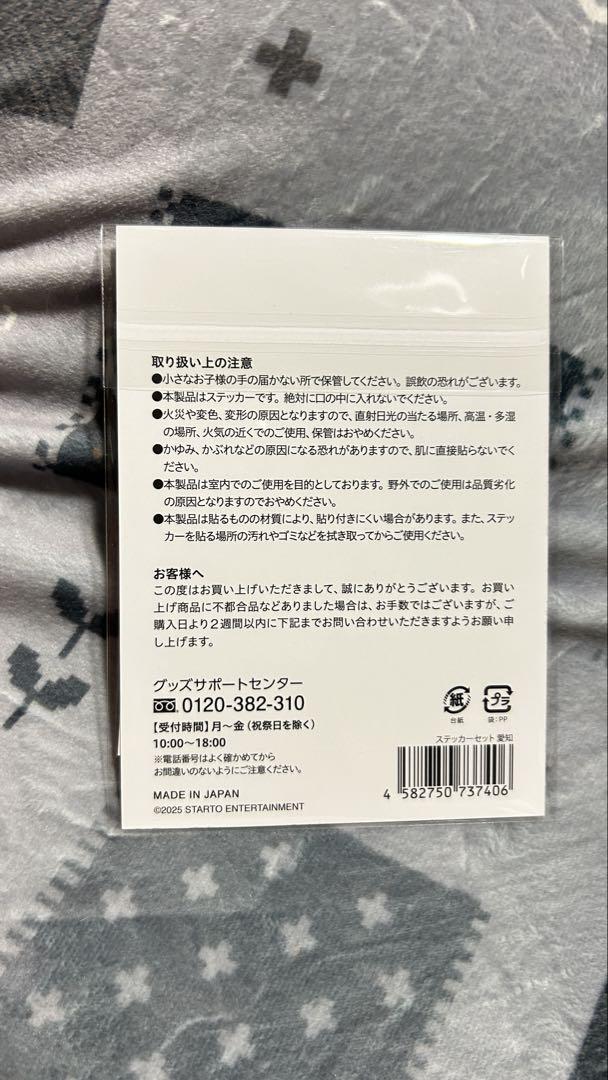 取り扱い上の注意
●小さなお子様の手の届かない所で保管してください。誤飲の恐れがございます。
●本製品はステッカーです。絶対に口の中に入れないでください。
●火災や変色、変形の原因となりますので、直射日光の当たる場所、高温・多湿
の場所、火気の近くでのご使用、保管はおやめください。
●かゆみ、かぶれなどの原因になる恐れがありますので、肌に直接貼らないでく
ださい。
●本製品は室内でのご使用を目的としております。野外でのご使用は品質劣化
の原因となりますのでおやめください。
●本製品は貼るものの材質により、貼り付きにくい場合があります。また、ステッ
カーを貼る場所の汚れやゴミなどを拭き取ってからご使用ください。
お客様へ
この度はお買い上げいただきまして、誠にありがとうございます。お買い
上げ商品に不都合品などありました場合は、お手数ではございますが、ご
購入日より2週間以内に下記までお問い合わせいただきますようお願い申
し上げます。
グッズサポートセンター
0120-382-310
【受付時間】月〜金（祝祭日を除く）
10:00〜18:00
※電話番号はよく確かめてから
お間違いのないようにご注意ください。
MADE IN JAPAN
©2025 STARTO ENTERTAINMENT
紙
台紙
プラ
袋：PP
ステッカーセット 愛知
4 582750 737406